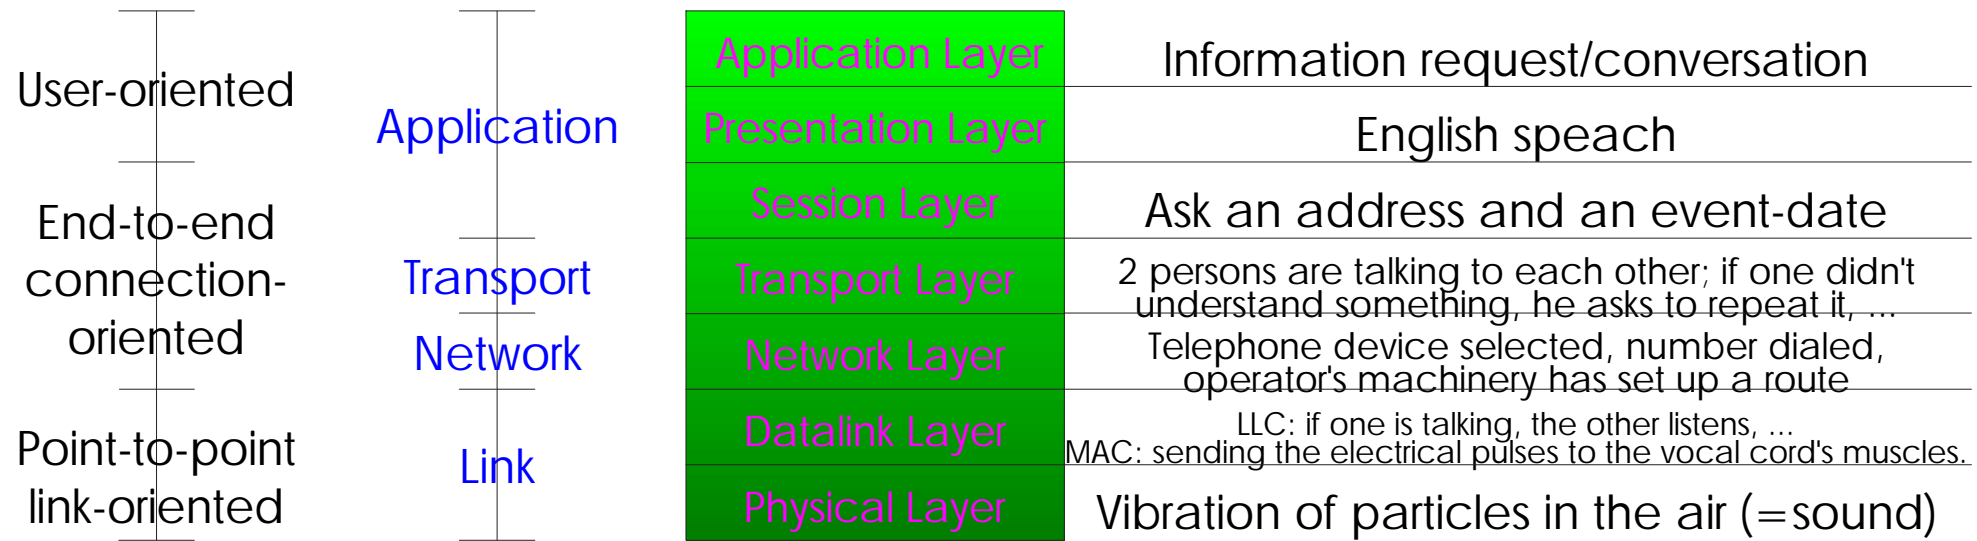 User-oriented
End-to-end
connection-
oriented
Point-to-point
link-oriented
Application
Transport
Network
Link
Application Layer
Presentation Layer
Session Layer
Transport Layer
Network Layer
Datalink Layer
Physical Layer
Information request/conversation
English speach
Ask an address and an event-date
2 persons are talking to each other; if one didn't
understand something, he asks to repeat it, ...
Telephone device selected, number dialed,
operator's machinery has set up a route
LLC: if one is talking, the other listens, ...
MAC: sending the electrical pulses to the vocal cord's muscles.
Vibration of particles in the air (=sound)